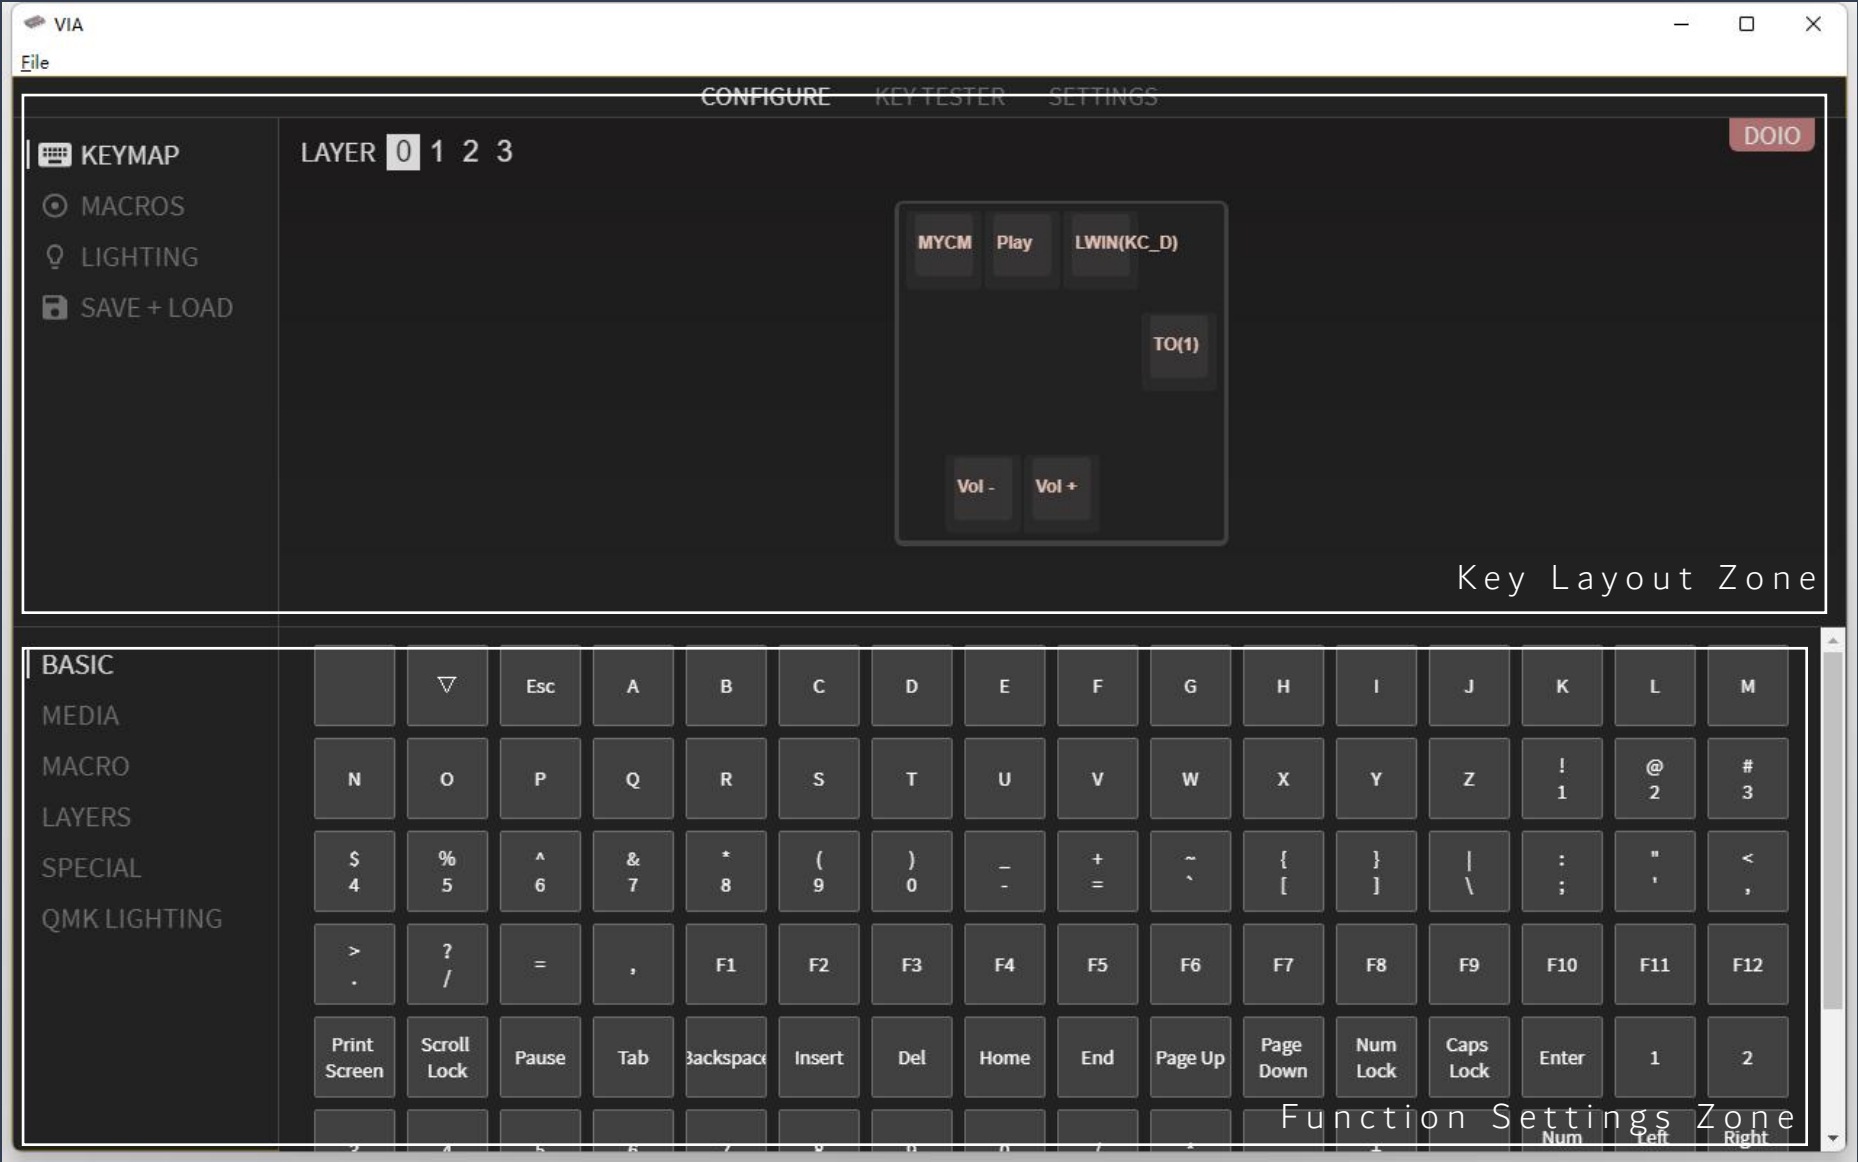 VIA
File
CONFIGURE KEY TESTER SETTINGS
KEYMAP
MACROS
LIGHTING
SAVE + LOAD
LAYER 0 1 2 3
DOIO
MYCM Play LWIN(KC_D)
TO(1)
Vol - Vol +
Key Layout Zone
BASIC
MEDIA
MACRO
LAYERS
SPECIAL
QMK LIGHTING
▽ Esc A B C D E F G H I J K L M
N O P Q R S T U V W X Y Z ! 1 @ 2 # 3
$ 4 % 5 ^ 6 & 7 * 8 ( 9 ) 0 _ - + = ~ ` { [ } ] | \ : ; " ' < ,
> . ? / = , F1 F2 F3 F4 F5 F6 F7 F8 F9 F10 F11 F12
Print Screen Scroll Lock Pause Tab Backspace Insert Del Home End Page Up Page Down Num Lock Caps Lock Enter 1 2
Num Left Right
Function Settings Zone